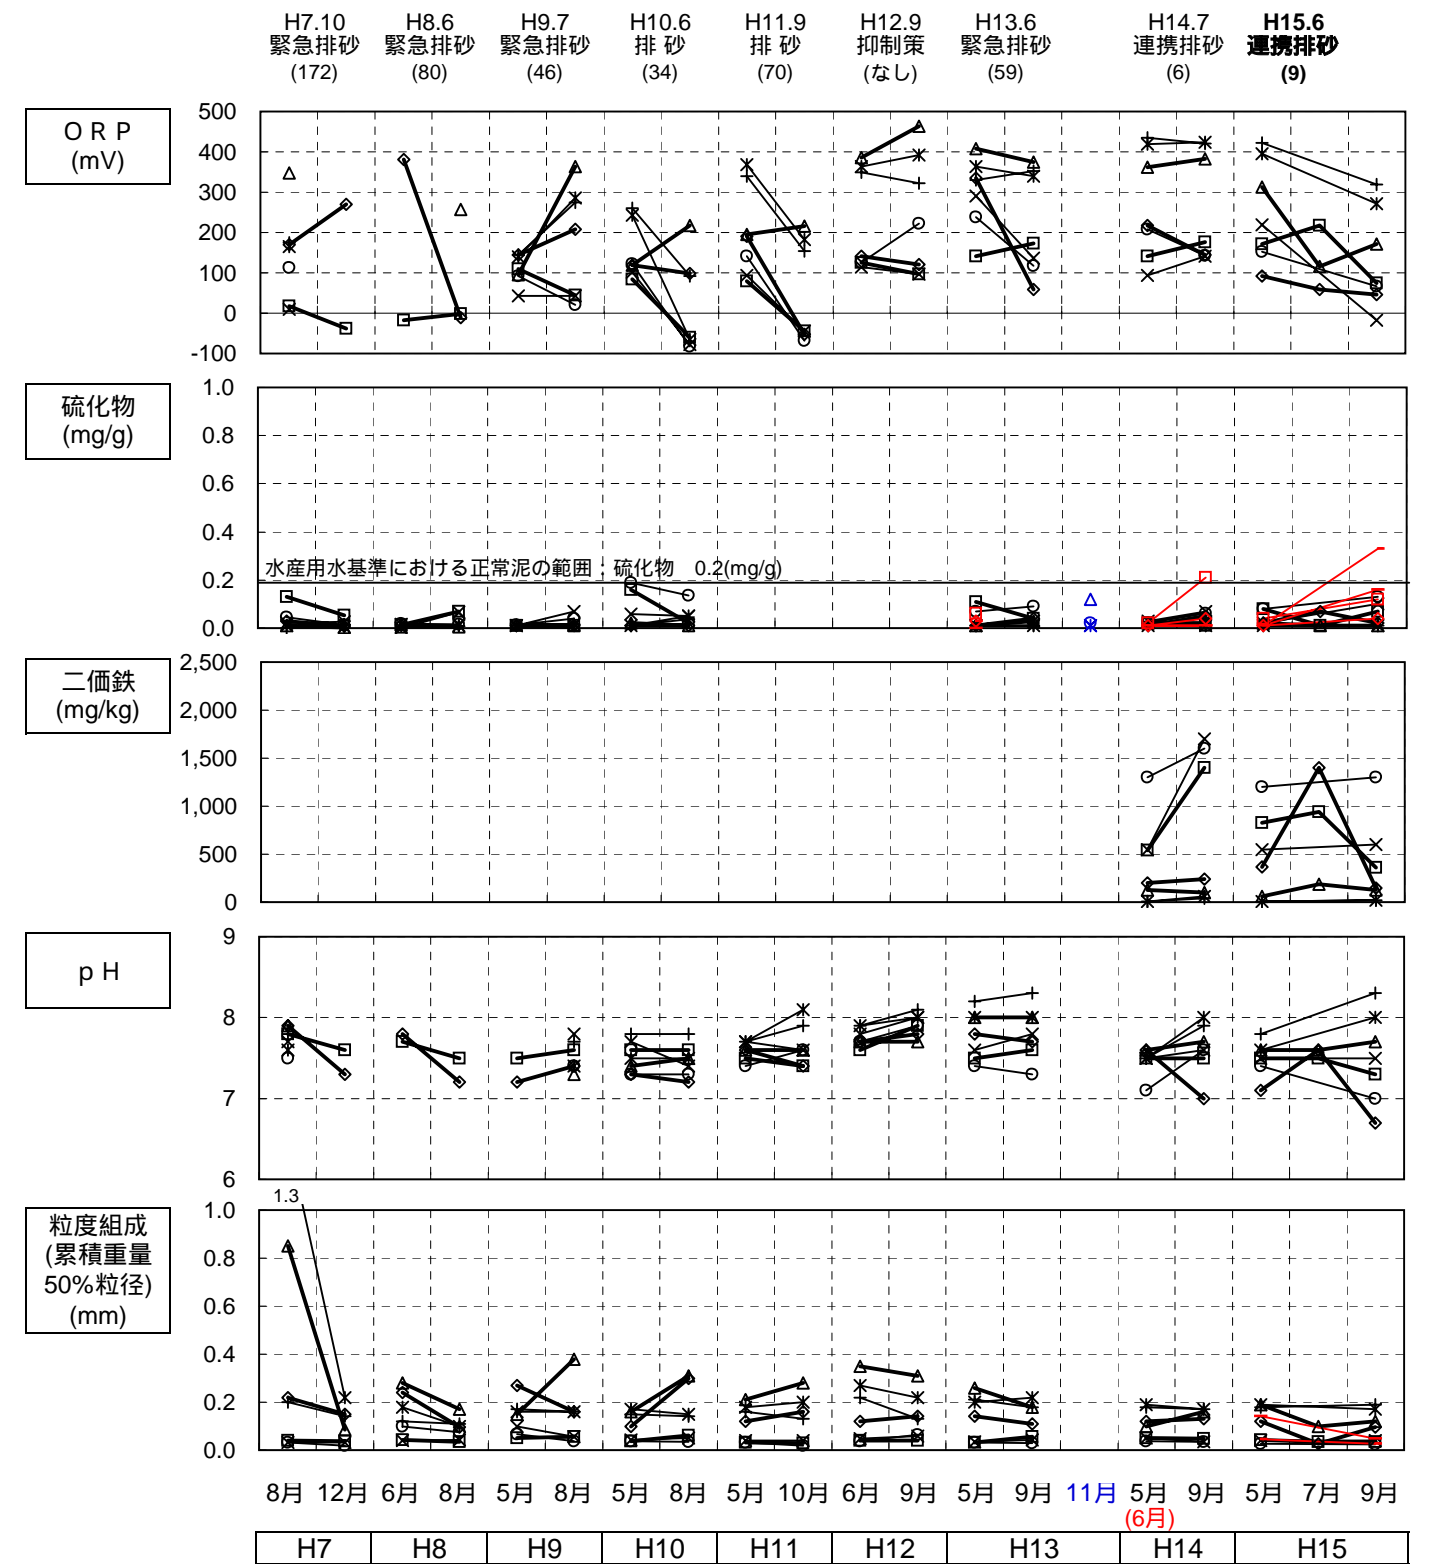 H7.10 H8.6 H9.7 H10.6 H11.9 H12.9 H13.6 H14.7 H15.6
緊急排砂 緊急排砂 緊急排砂 排 砂 排 砂 抑制策 緊急排砂 連携排砂 連携排砂
(172) (80) (46) (34) (70) (なし) (59) (6) (9)
O R P
(mV)
500
400
300
200
100
0
-100
硫化物
(mg/g)
1.0
0.8
0.6
0.4
0.2
0.0
水産用水基準における正常泥の範囲：硫化物　0.2(mg/g)
二価鉄
(mg/kg)
2,500
2,000
1,500
1,000
500
0
p H
9
8
7
6
粒度組成
(累積重量
50%粒径)
(mm)
1.3
1.0
0.8
0.6
0.4
0.2
0.0
8月 12月 6月 8月 5月 8月 5月 8月 5月 10月 6月 9月 5月 9月 11月 5月 9月 5月 7月 9月
(6月)
H7 H8 H9 H10 H11 H12 H13 H14 H15